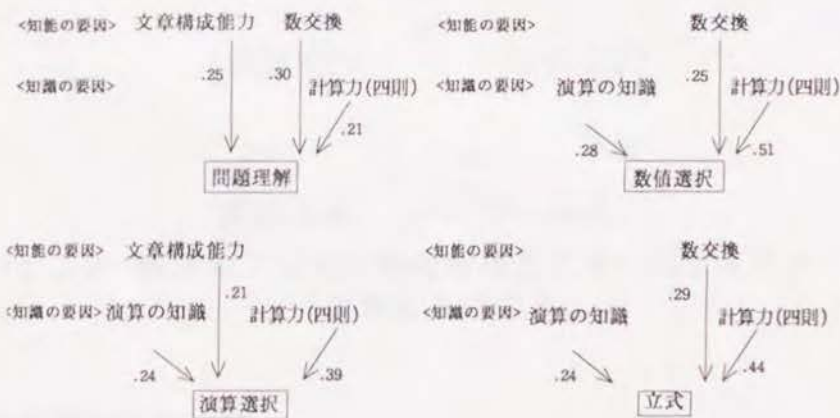 <知能の要因> 文章構成能力 数交換
.25 .30
<知識の要因> 計算力(四則)
.21
問題理解
<知能の要因> 数交換
.25
<知識の要因> 演算の知識 計算力(四則)
.28 .51
数値選択
<知能の要因> 文章構成能力
.21
<知識の要因> 演算の知識 計算力(四則)
.24 .39
演算選択
<知能の要因> 数交換
.29
<知識の要因> 演算の知識 計算力(四則)
.24 .44
立式